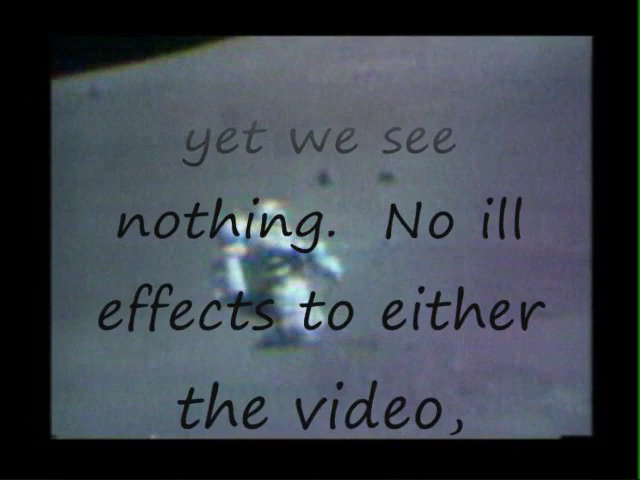 yet we see
nothing.  No ill
effects to either
the video,